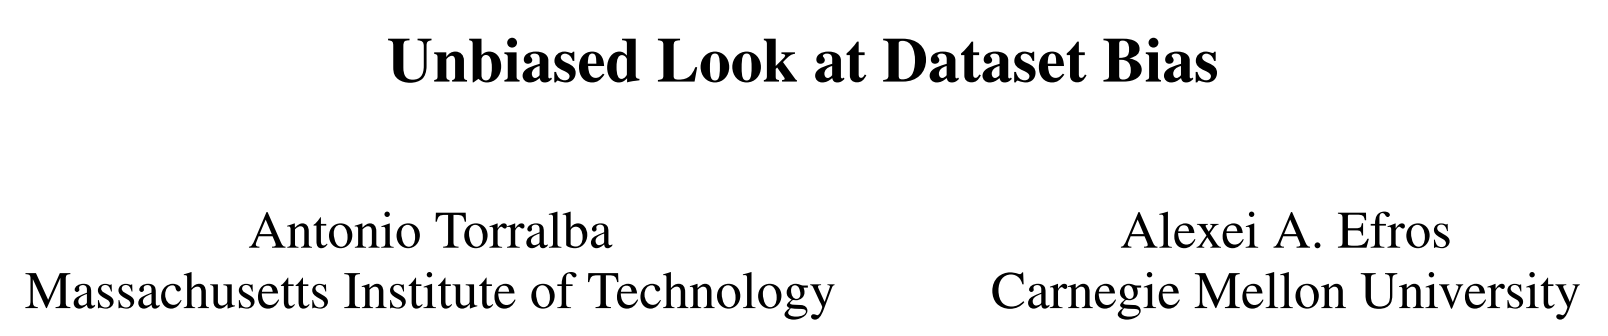 Unbiased Look at Dataset Bias
Antonio Torralba
Massachusetts Institute of Technology
Alexei A. Efros
Carnegie Mellon University